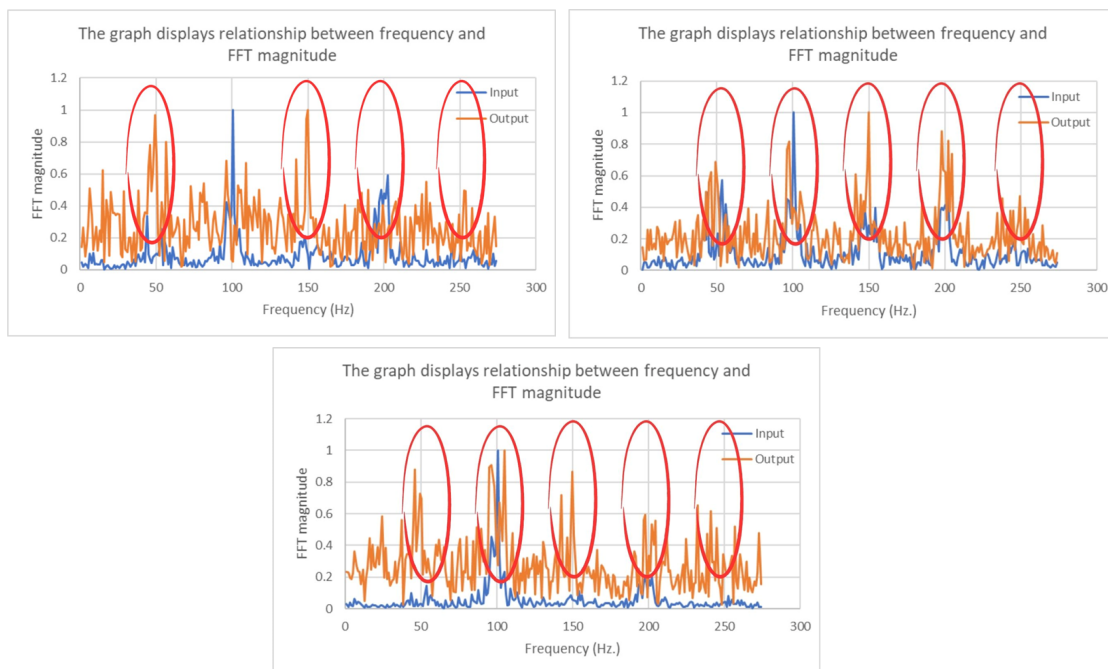 The graph displays relationship between frequency and
FFT magnitude
1.2
Input
1
Output
0.8
0.6
0.4
0.2
0
FFT magnitude
0 50 100 150 200 250 300
Frequency (Hz)
The graph displays relationship between frequency and
FFT magnitude
1.2
Input
1
Output
0.8
0.6
0.4
0.2
0
FFT magnitude
0 50 100 150 200 250 300
Frequency (Hz.)
The graph displays relationship between frequency and
FFT magnitude
1.2
Input
1
Output
0.8
0.6
0.4
0.2
0
FFT magnitude
0 50 100 150 200 250 300
Frequency (Hz.)